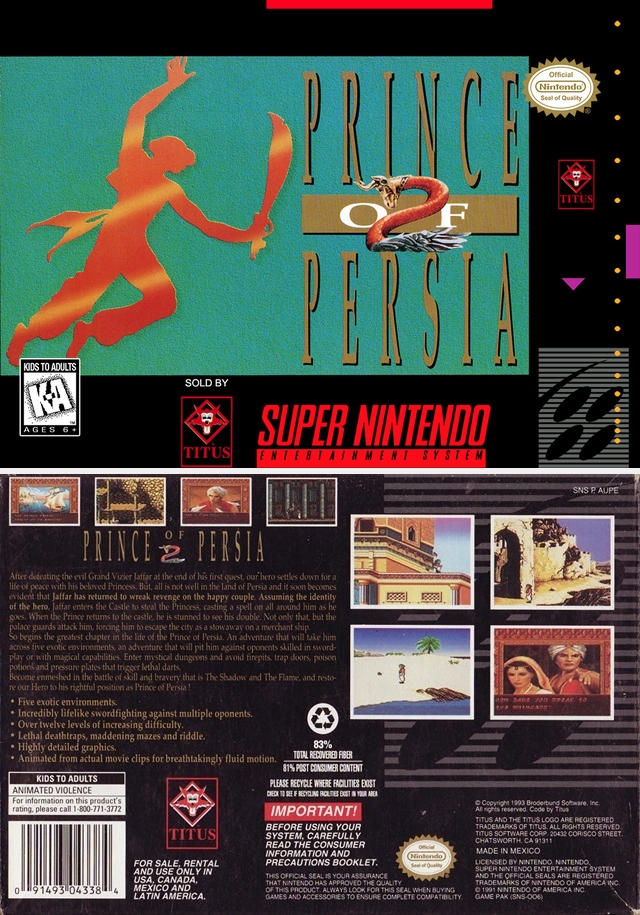 PRINCE
OF
2
PERSIA
Official
Nintendo
Seal of Quality
TITUS
KIDS TO ADULTS
K-A
AGES 6+
SOLD BY
TITUS
SUPER NINTENDO
ENTERTAINMENT SYSTEM
SNS P AUPE
PRINCE OF PERSIA
2
After defeating the evil Grand Vizier Jaffar at the end of his first quest, our hero settles down for a
life of peace with his beloved Princess. But, all is not well in the land of Persia and it soon becomes
evident that Jaffar has returned to wreak revenge on the happy couple. Assuming the identity
of the hero, Jaffar enters the Castle to steal the Princess, casting a spell on all around him as he
goes. When the Prince returns to the castle, he is stunned to see his double. Not only that, but the
palace guards attack him, forcing him to escape the city as a stowaway on a merchant ship.
So begins the greatest chapter in the life of the Prince of Persia. An adventure that will take him
across five exotic environments, an adventure that will pit him against opponents skilled in sword-
play or with magical capabilities. Enter mystical dungeons and avoid firepits, trap doors, poison
potions and pressure plates that trigger lethal darts.
Become enmeshed in the battle of skill and bravery that is The Shadow and The Flame, and resto-
re our Hero to his rightful position as Prince of Persia !
• Five exotic environments.
• Incredibly lifelike swordfighting against multiple oponents.
• Over twelve levels of increasing difficulty.
• Lethal deathtraps, maddening mazes and riddle.
• Highly detailed graphics.
• Animated from actual movie clips for breathtakingly fluid motion.
HOW DARE YOU SPEAK TO
THE PRINCESS
83%
TOTAL RECOVERED FIBER
81% POST CONSUMER CONTENT
PLEASE RECYCLE WHERE FACILITIES EXIST
CHECK TO SEE IF RECYCLING FACILITIES EXIST IN YOUR AREA
KIDS TO ADULTS
ANIMATED VIOLENCE
For information on this product's
rating, please call 1-800-771-3772
0 91493 04338 4
TITUS
FOR SALE, RENTAL
AND USE ONLY IN
USA, CANADA,
MEXICO AND
LATIN AMERICA.
IMPORTANT!
BEFORE USING YOUR
SYSTEM, CAREFULLY
READ THE CONSUMER
INFORMATION AND
PRECAUTIONS BOOKLET.
Official
Nintendo
Seal of Quality
THIS OFFICIAL SEAL IS YOUR ASSURANCE
THAT NINTENDO HAS APPROVED THE QUALITY
OF THIS PRODUCT. ALWAYS LOOK FOR THIS SEAL WHEN BUYING
GAMES AND ACCESSORIES TO ENSURE COMPLETE COMPATIBILITY.
© Copyright 1993 Broderbund Software, Inc.
All rights reserved. Code by Titus
TITUS AND THE TITUS LOGO ARE REGISTERED
TRADEMARKS OF TITUS. ALL RIGHTS RESERVED.
TITUS SOFTWARE CORP. 20432 CORISCO STREET.
CHATSWORTH. CA 91311
MADE IN MEXICO
LICENSED BY NINTENDO. NINTENDO,
SUPER NINTENDO ENTERTAINMENT SYSTEM AND
THE OFFICIAL SEALS ARE REGISTERED
TRADEMARKS OF NINTENDO OF AMERICA INC.
© 1991 NINTENDO OF AMERICA INC.
GAME PAK (SNS-006)